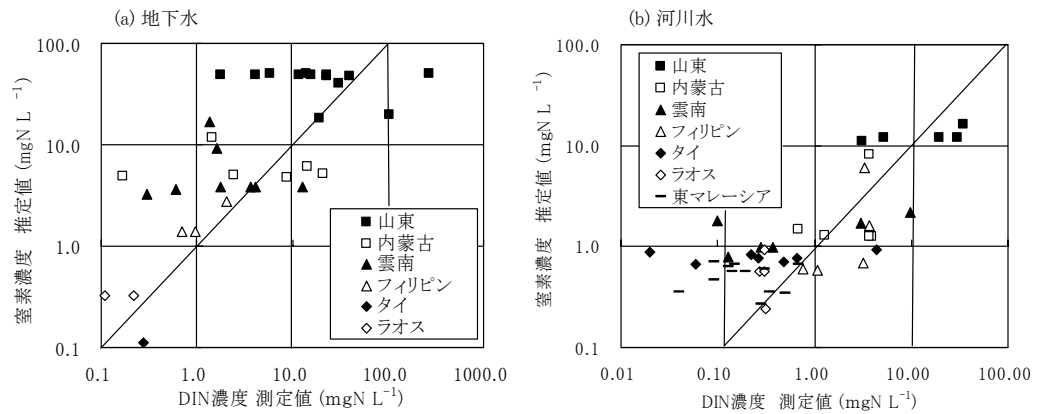 (a) 地下水
100.0
10.0
1.0
0.1
窒素濃度 推定値 (mgN L⁻¹)
山東
内蒙古
雲南
フィリピン
タイ
ラオス
0.1 1.0 10.0 100.0 1000.0
DIN濃度 測定値 (mgN L⁻¹)
(b) 河川水
100.0
10.0
1.0
0.1
窒素濃度 推定値 (mgN L⁻¹)
山東
内蒙古
雲南
フィリピン
タイ
ラオス
東マレーシア
0.01 0.10 1.00 10.00 100.00
DIN濃度 測定値 (mgN L⁻¹)